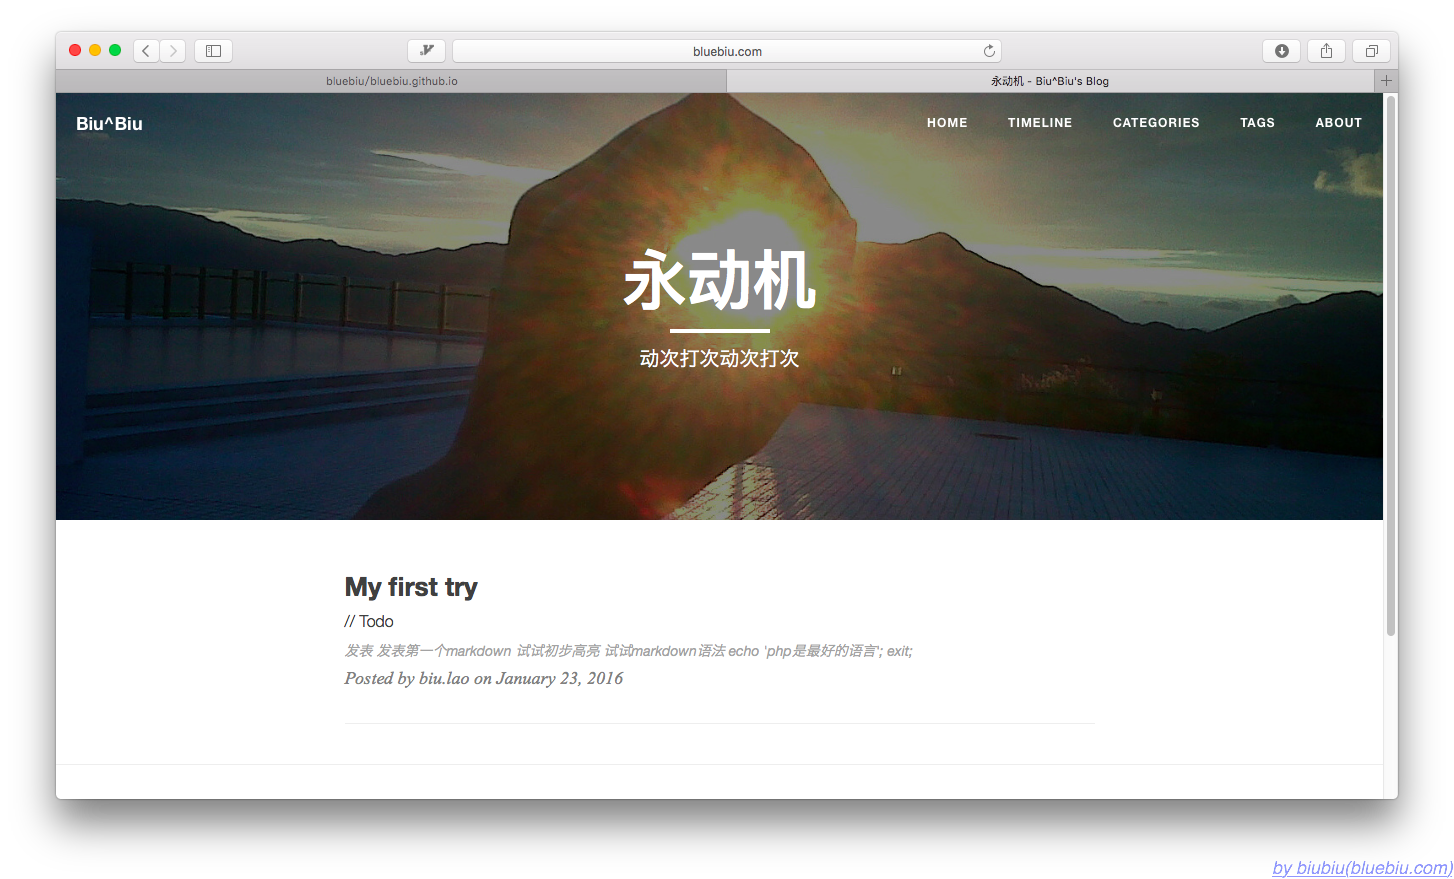 bluebiu.com
bluebiu/bluebiu.github.io
永动机 - Biu^Biu's Blog
Biu^Biu
HOME
TIMELINE
CATEGORIES
TAGS
ABOUT
永动机
动次打次动次打次
My first try
// Todo
发表 发表第一个markdown 试试初步高亮 试试markdown语法 echo 'php是最好的语言'; exit;
Posted by biu.lao on January 23, 2016
by biubiu(bluebiu.com)